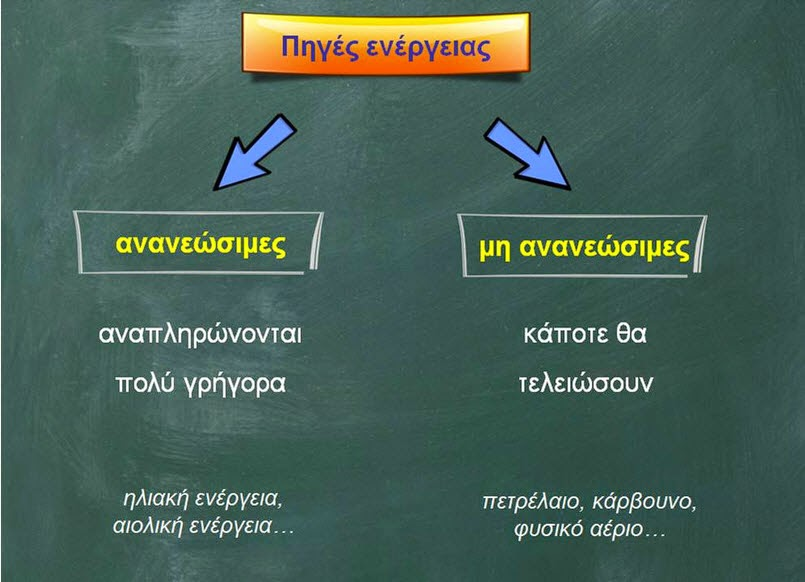 Πηγές ενέργειας
ανανεώσιμες
αναπληρώνονται
πολύ γρήγορα
ηλιακή ενέργεια,
αιολική ενέργεια…
μη ανανεώσιμες
κάποτε θα
τελειώσουν
πετρέλαιο, κάρβουνο,
φυσικό αέριο…